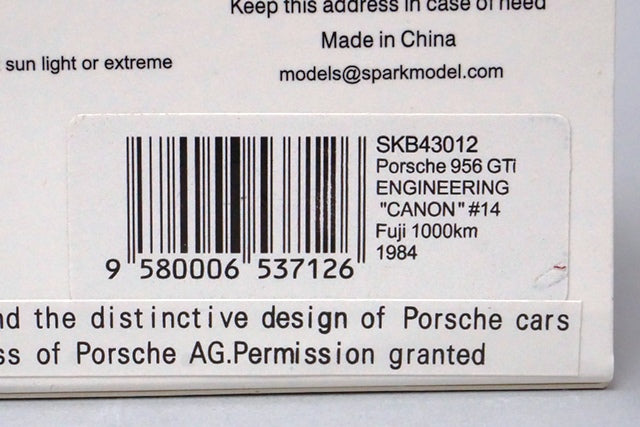 Keep this address in case of need
Made in China
sun light or extreme
models@sparkmodel.com
SKB43012
Porsche 956 GTi
ENGINEERING
"CANON" #14
Fuji 1000km
1984
9 580006 537126
nd the distinctive design of Porsche cars
ss of Porsche AG.Permission granted